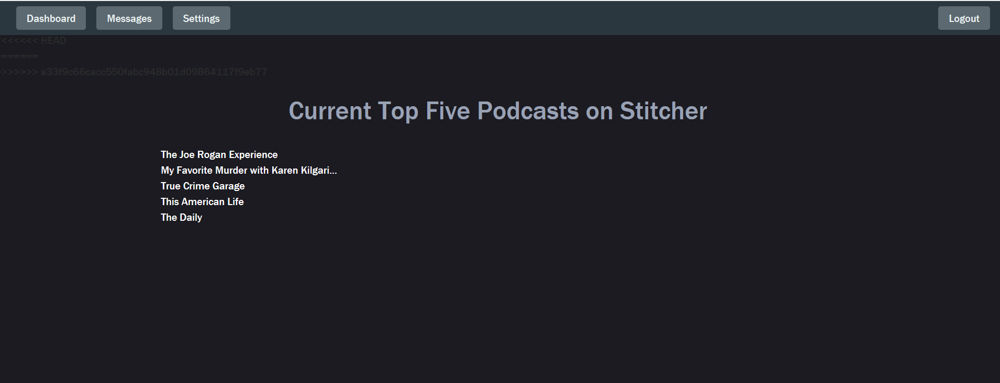 Dashboard Messages Settings Logout
<<<<<<< HEAD
=======
>>>>>>> e33f9c66cacc550fabc948b01d09864117f9eb77
Current Top Five Podcasts on Stitcher
The Joe Rogan Experience
My Favorite Murder with Karen Kilgari...
True Crime Garage
This American Life
The Daily